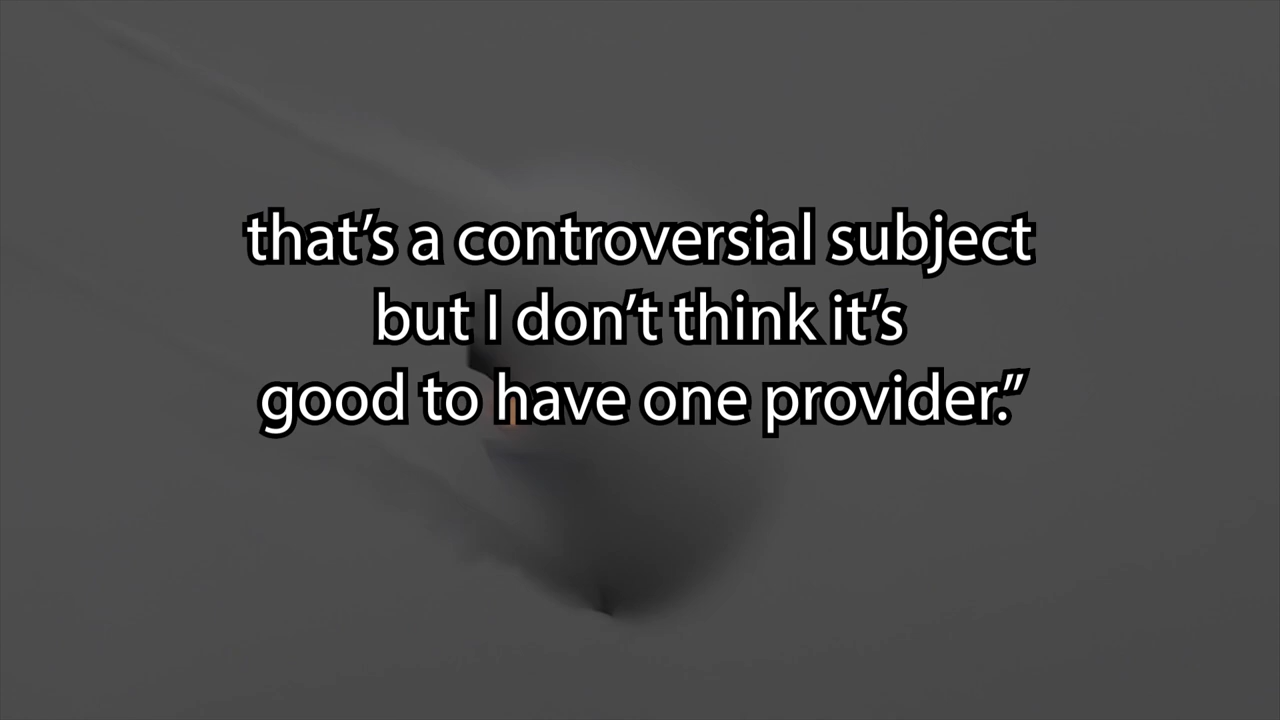 that’s a controversial subject
but I don’t think it’s
good to have one provider.”